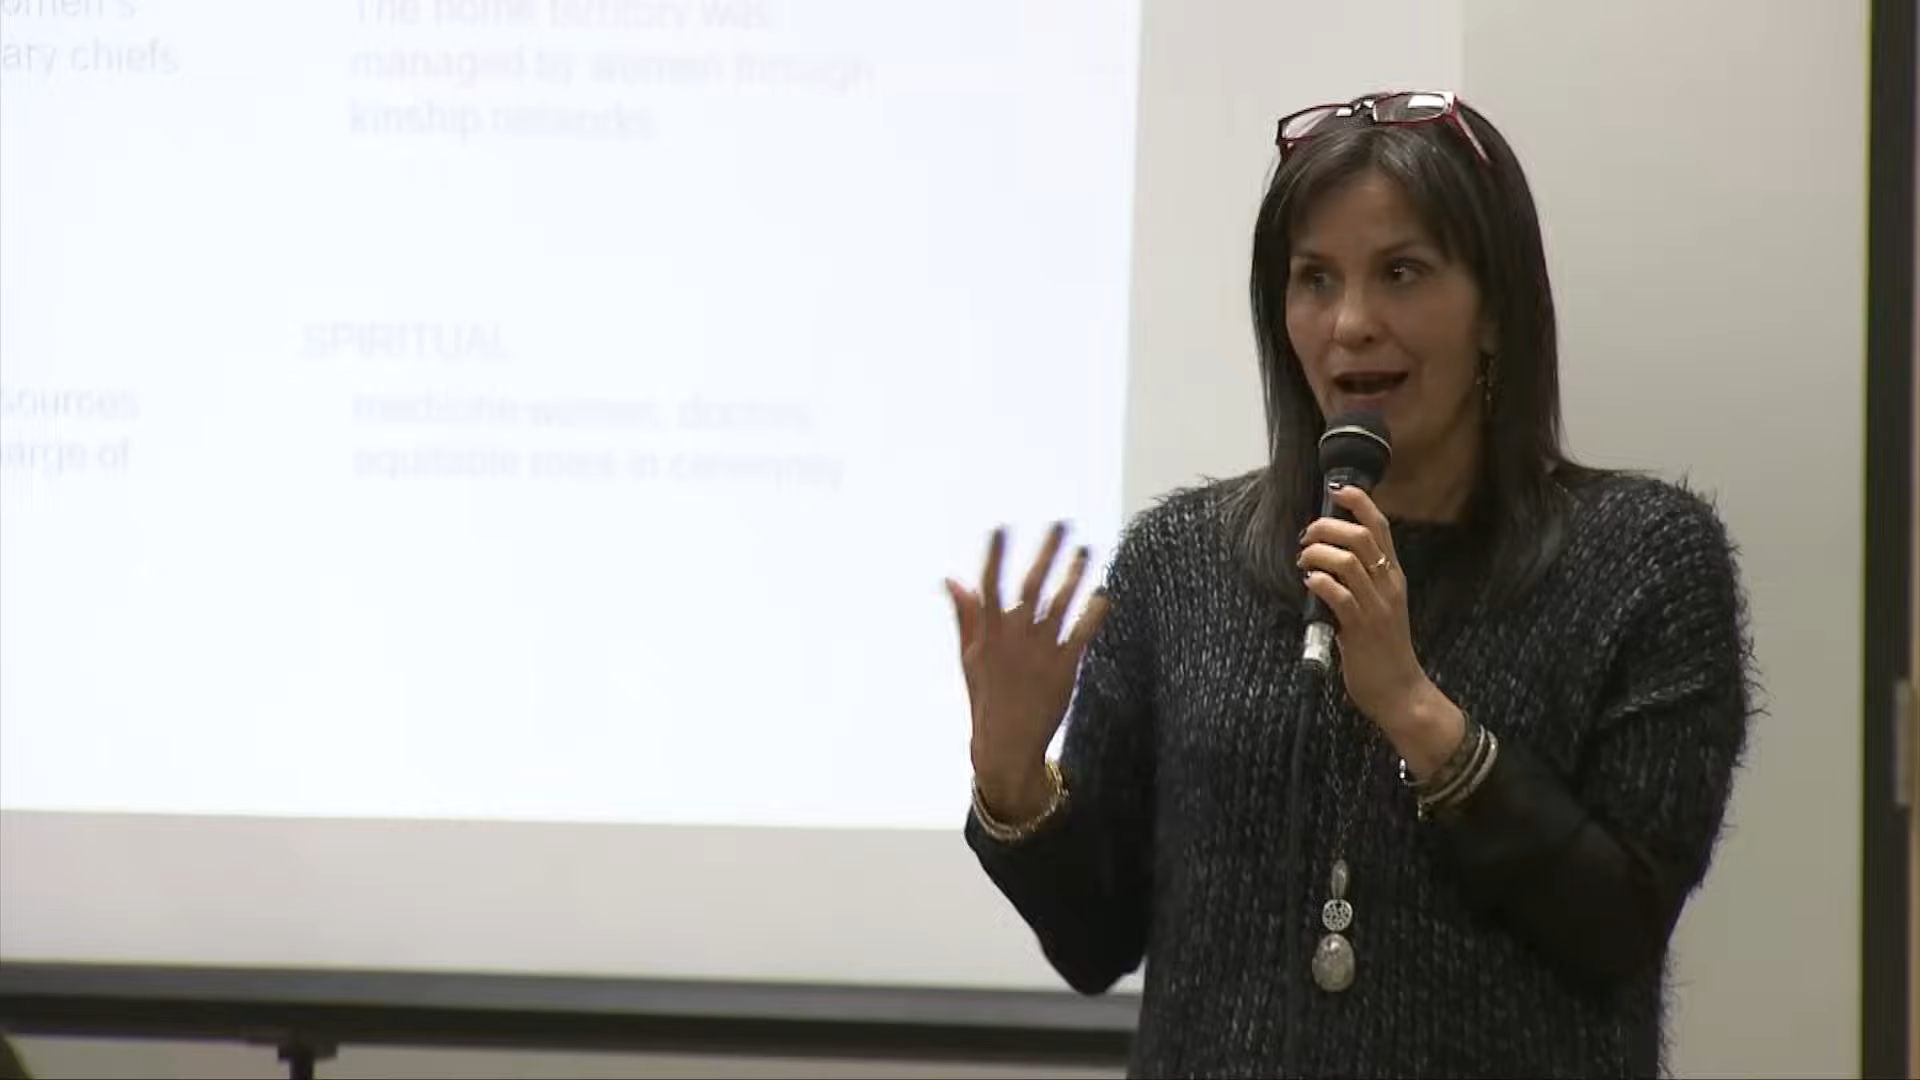 omen's
ary chiefs
The home territory was
managed by women through
kinship networks
SPIRITUAL
sources
arge of
medicine women, doctors,
equitable roles in ceremony